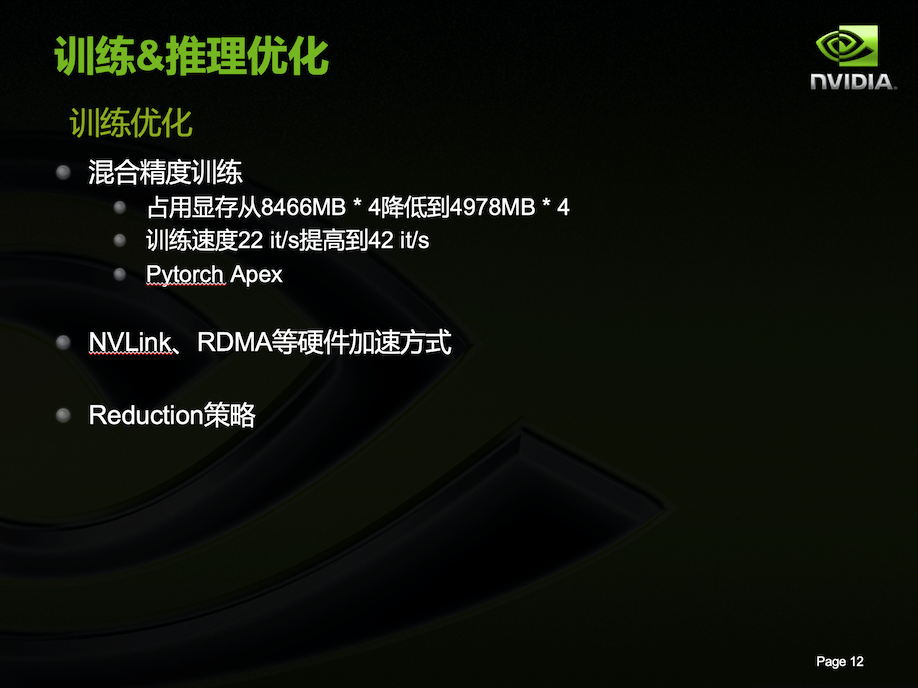 训练&推理优化
NVIDIA.
训练优化
混合精度训练
占用显存从8466MB * 4降低到4978MB * 4
训练速度22 it/s提高到42 it/s
Pytorch Apex
NVLink、RDMA等硬件加速方式
Reduction策略
Page 12